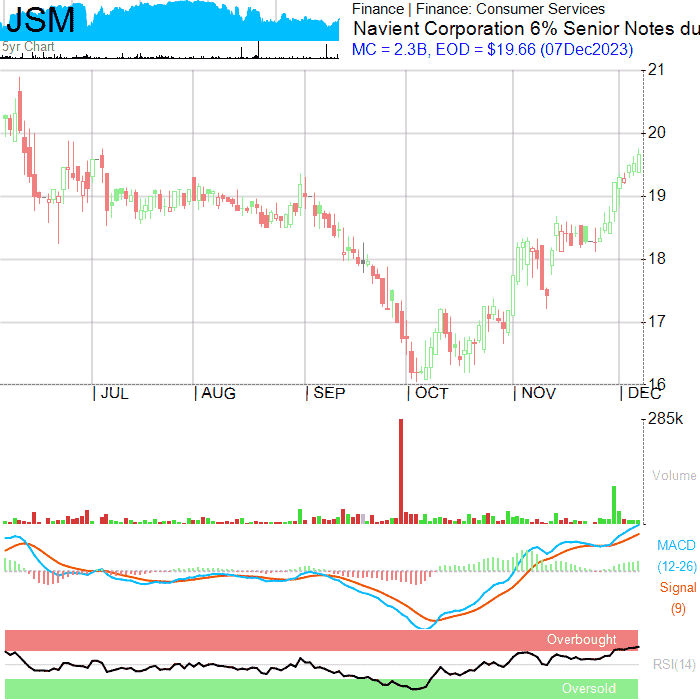 JSM
5yr Chart
Finance | Finance: Consumer Services
Navient Corporation 6% Senior Notes du
MC = 2.3B, EOD = $19.66 (07Dec2023)
21
20
19
18
17
16
| JUL | AUG | SEP | OCT | NOV | DEC
285k
Volume
MACD
(12-26)
Signal
(9)
Overbought
RSI(14)
Oversold